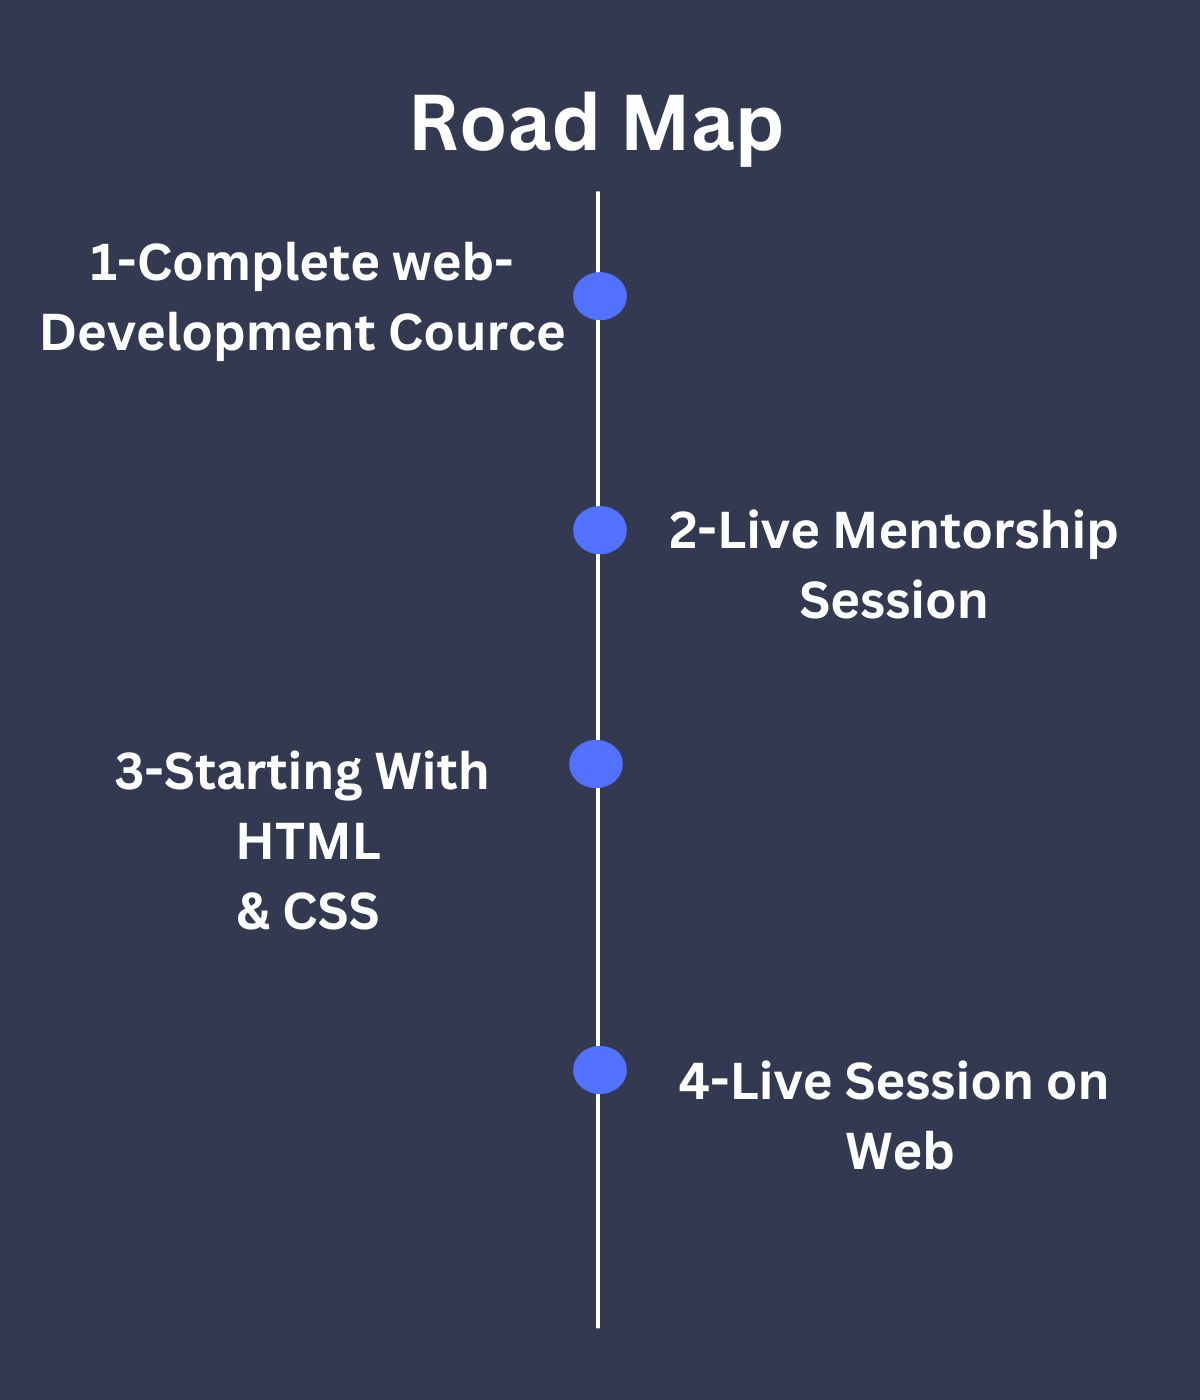 Road Map
1-Complete web-
Development Cource
2-Live Mentorship
Session
3-Starting With
HTML
& CSS
4-Live Session on
Web